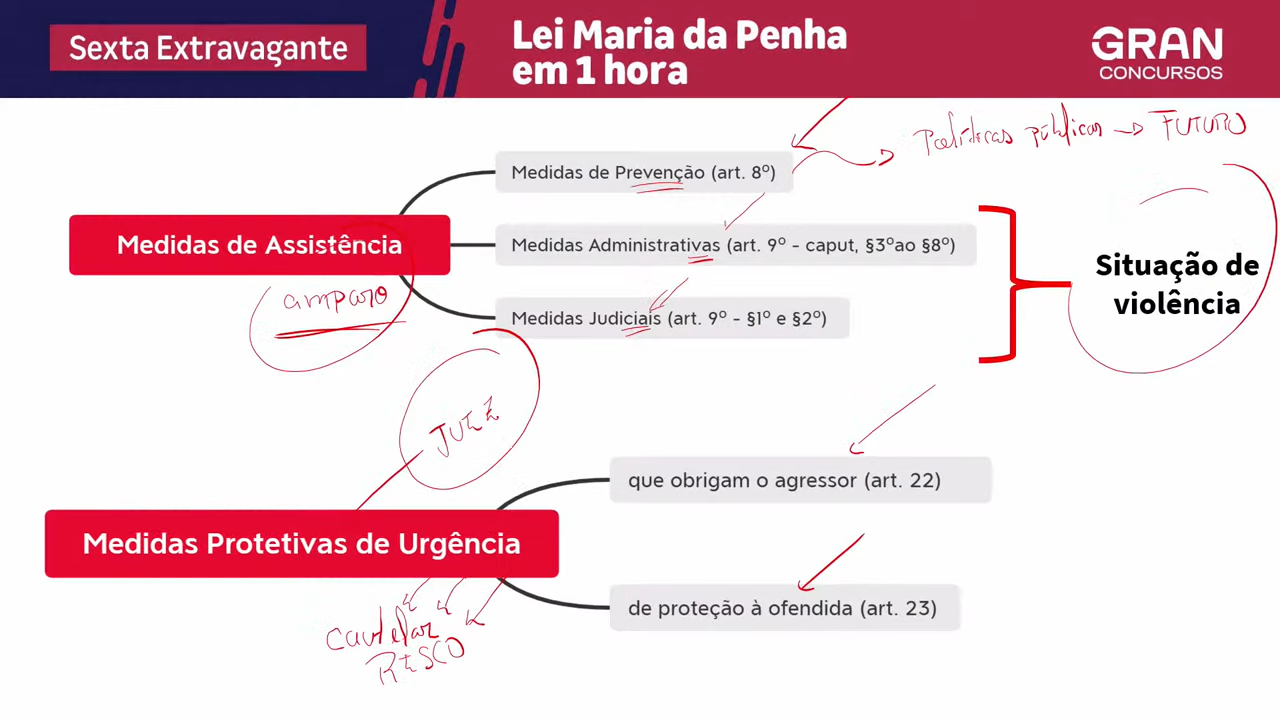 Sexta Extravagante
Lei Maria da Penha
em 1 hora
GRAN
CONCURSOS
Políticas públicas → FUTURO
Medidas de Prevenção (art. 8º)
Medidas de Assistência
Medidas Administrativas (art. 9º - caput, §3ºao §8º)
amparo
Medidas Judiciais (art. 9º - §1º e §2º)
Situação de
violência
JUIZ
que obrigam o agressor (art. 22)
Medidas Protetivas de Urgência
de proteção à ofendida (art. 23)
cautelar
RISCO